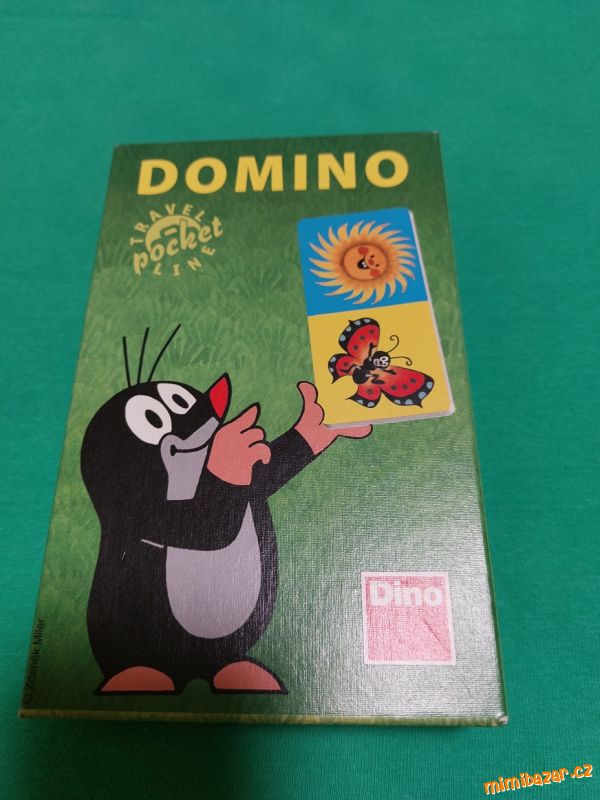 DOMINO
TRAVEL
pocket
LINE
Dino
© Zdeněk Miler
mimibazar.cz